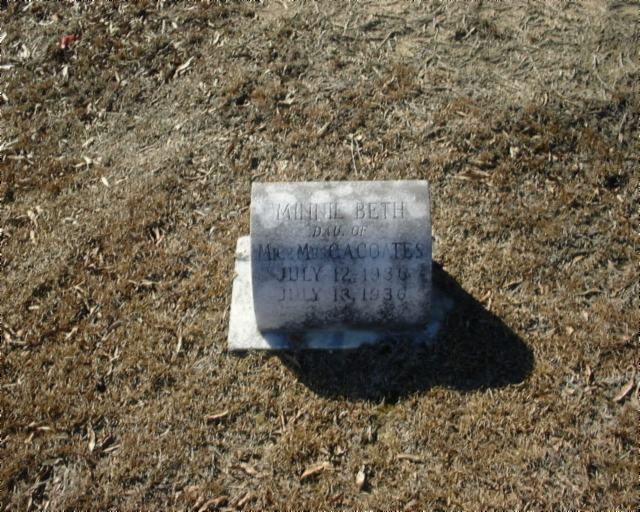 MINNIE BETH
DAU. OF
MR. & MRS. C.A. COATES
JULY 12, 1936
JULY 13, 1936